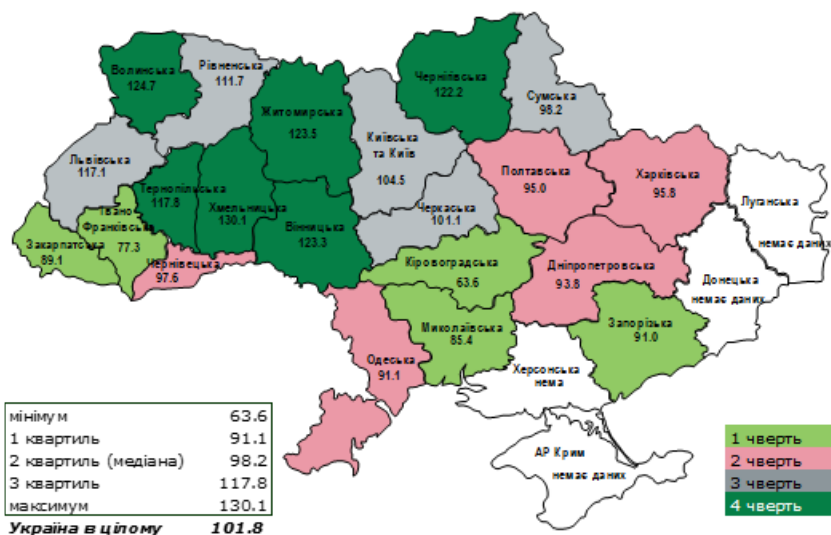 Волинська
124.7
Рівненська
111.7
Житомирська
123.5
Київська
та Київ
104.5
Чернігівська
122.2
Сумська
98.2
Львівська
117.1
Тернопільська
117.8
Хмельницька
130.1
Вінницька
123.3
Черкаська
101.1
Полтавська
95.0
Харківська
95.8
Луганська
немає даних
Івано-
Франківська
77.3
Закарпатська
89.1
Чернівецька
97.6
Кіровоградська
63.6
Дніпропетровська
93.8
Донецька
немає даних
Миколаївська
85.4
Запорізька
91.0
Одеська
91.1
Херсонська
нема
АР Крим
немає даних
мінімум 63.6
1 квартиль 91.1
2 квартиль (медіана) 98.2
3 квартиль 117.8
максимум 130.1
Україна в цілому 101.8
1 чверть
2 чверть
3 чверть
4 чверть